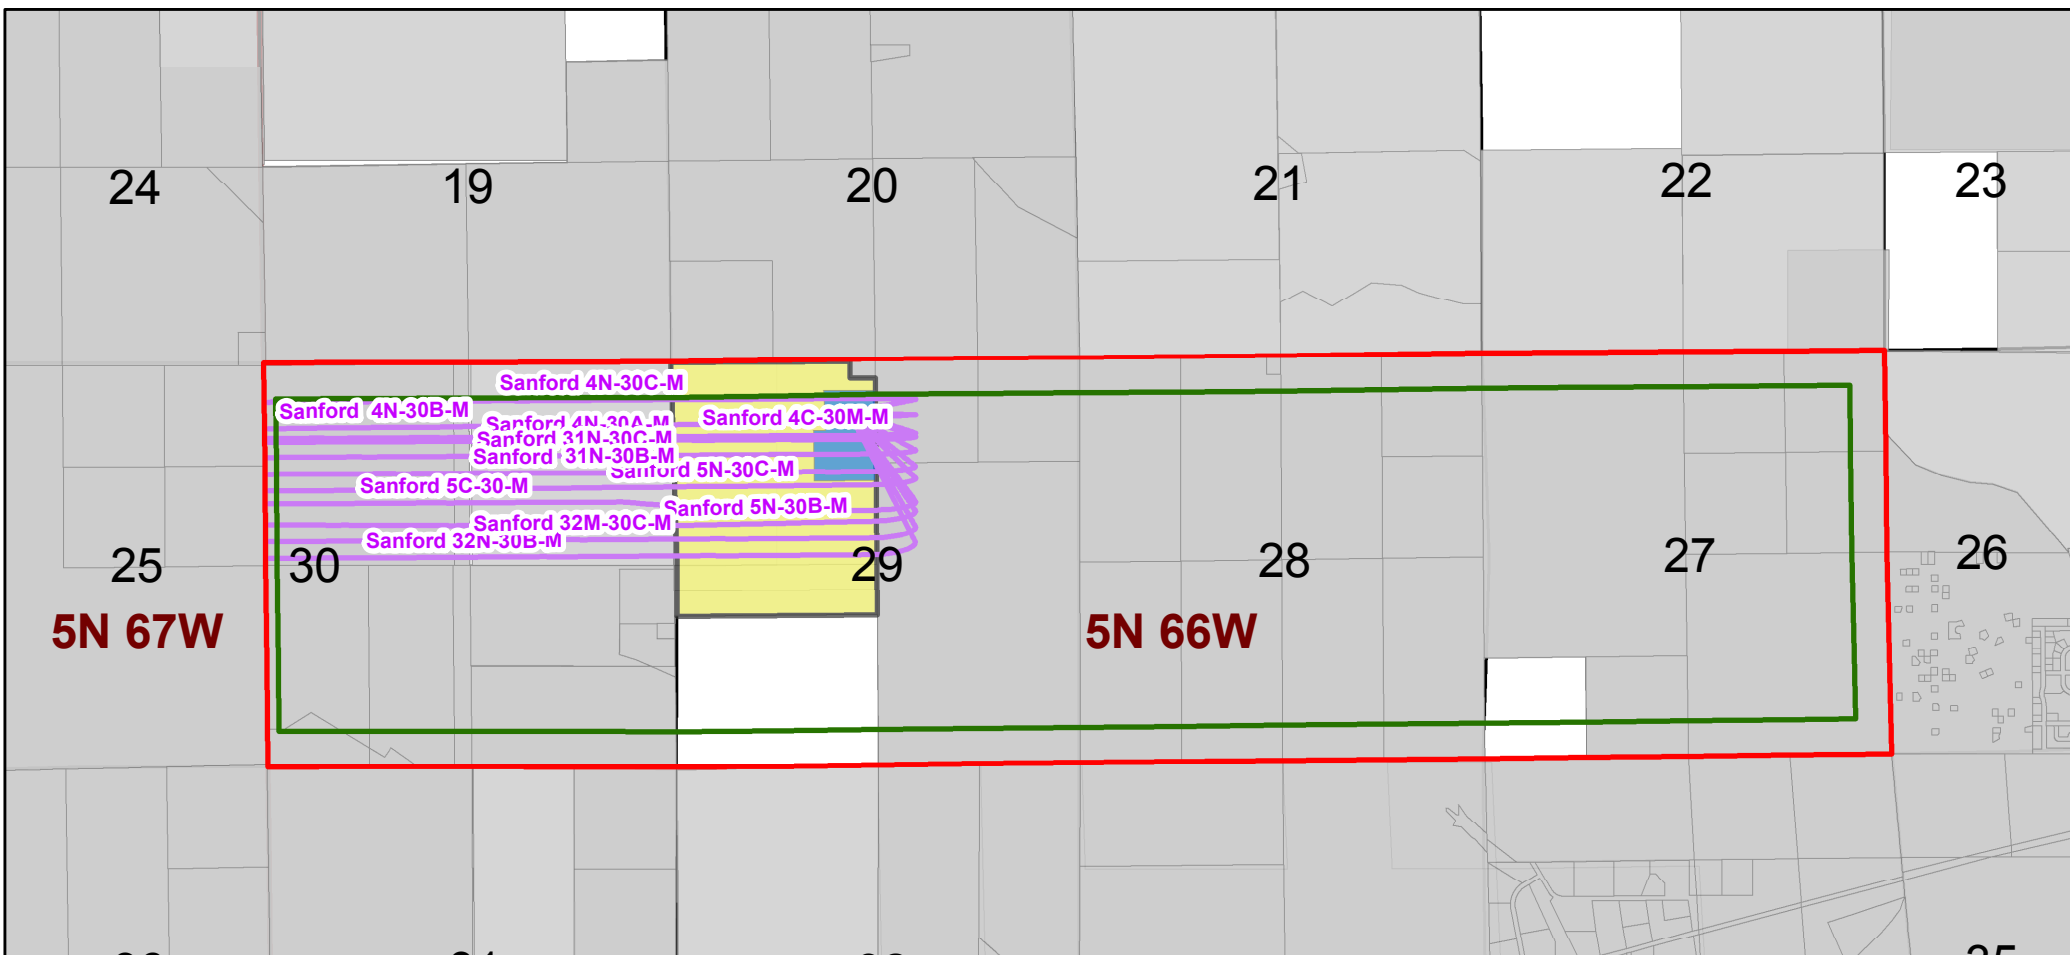 24
19
20
21
22
23
Sanford 4N-30C-M
Sanford  4N-30B-M
Sanford 4C-30M-M
Sanford 4N-30A-M
Sanford 31N-30C-M
Sanford  31N-30B-M
Sanford 5N-30C-M
Sanford 5C-30-M
Sanford 5N-30B-M
Sanford 32M-30C-M
Sanford 32N-30B-M
25
30
29
28
27
26
5N 67W
5N 66W